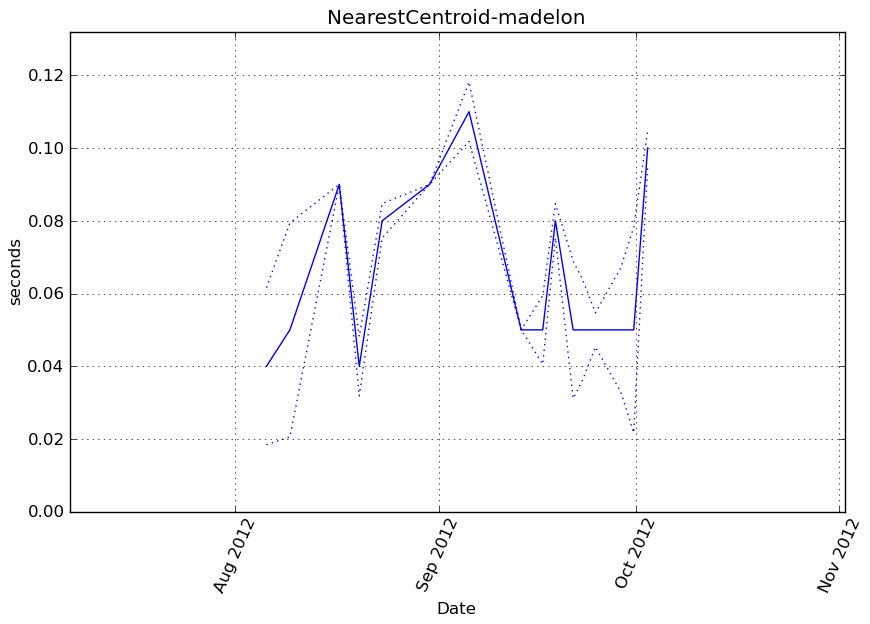 NearestCentroid-madelon
0.12
0.10
0.08
0.06
0.04
0.02
0.00
seconds
Aug 2012
Sep 2012
Oct 2012
Nov 2012
Date